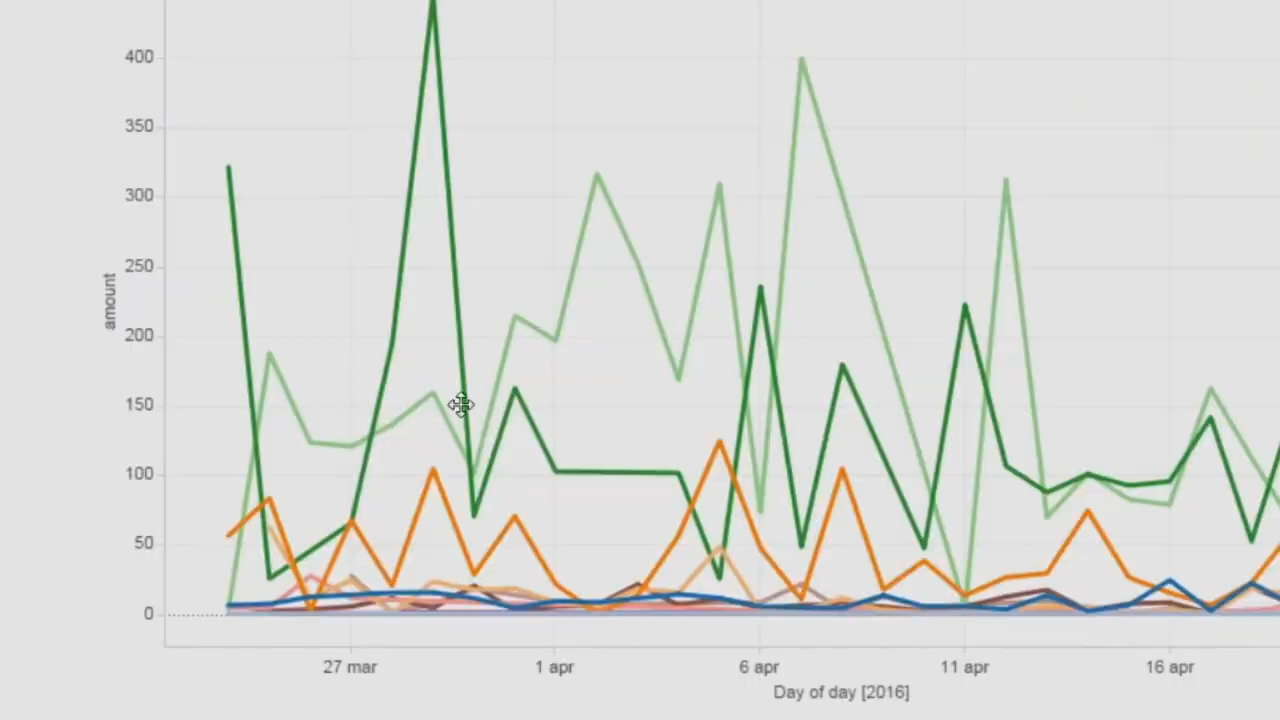 400
350
300
250
200
150
100
50
0
amount
27 mar
1 apr
6 apr
11 apr
16 apr
Day of day [2016]